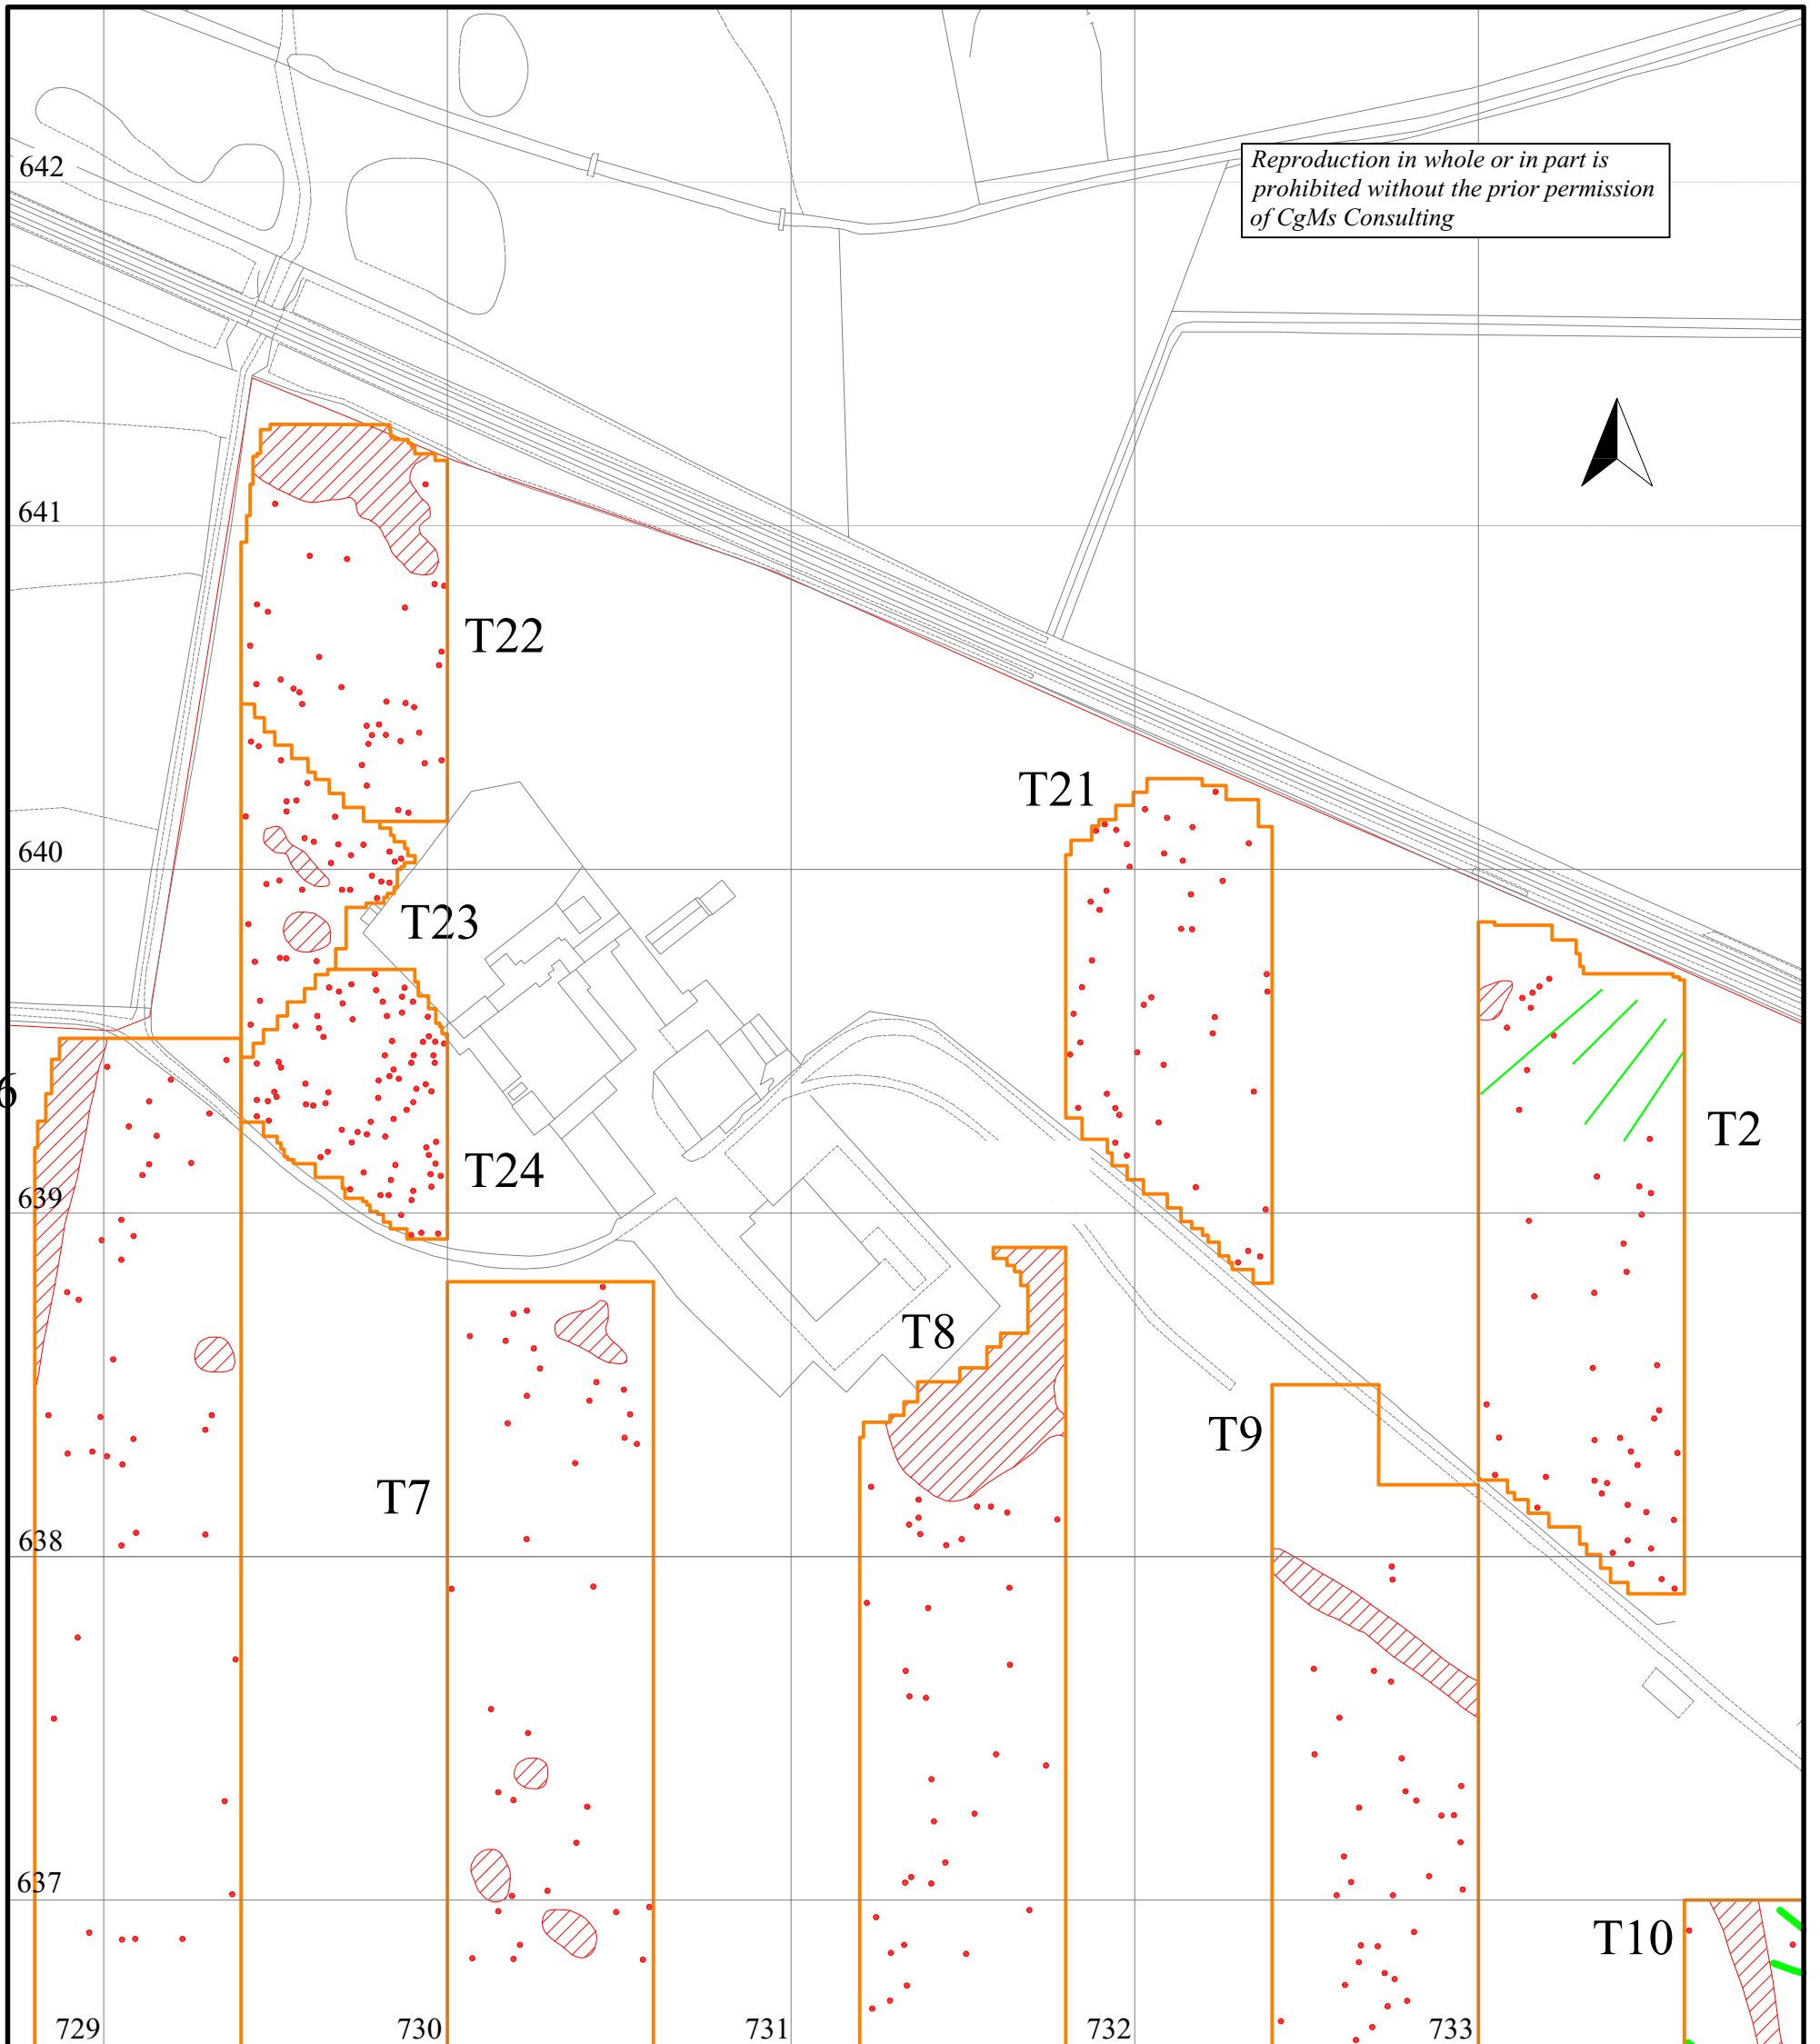 642
Reproduction in whole or in part is
prohibited without the prior permission
of CgMs Consulting
641
T22
T21
640
T23
6
T2
T24
639
T8
T9
T7
638
637
T10
729
730
731
732
733